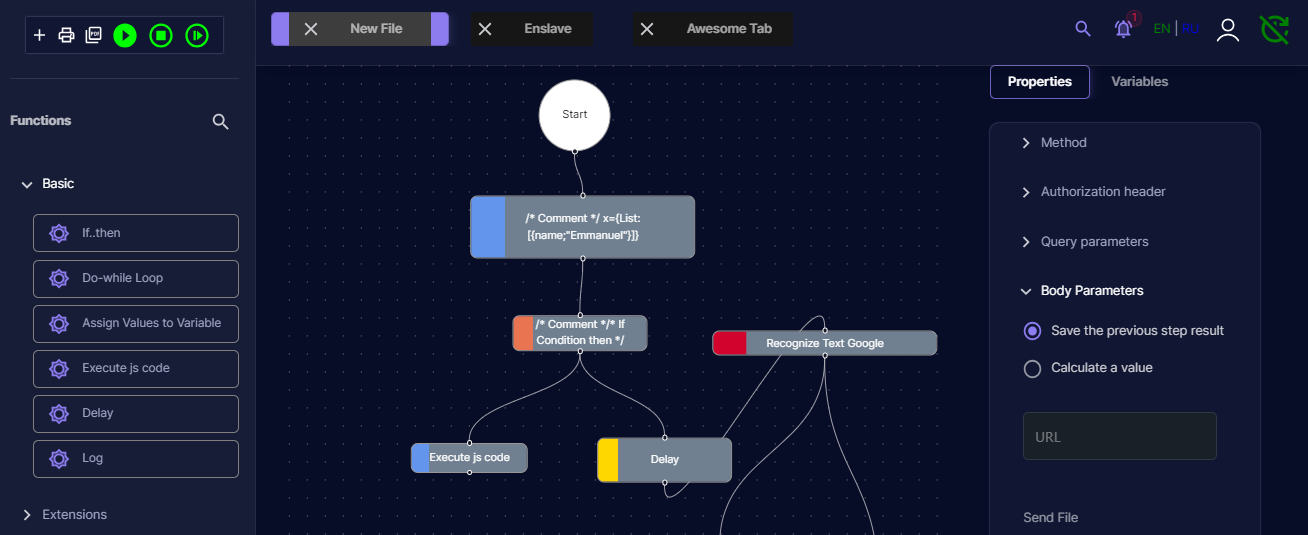 PDF
New File
Enslave
Awesome Tab
1
EN | RU
Functions
Basic
If..then
Do-while Loop
Assign Values to Variable
Execute js code
Delay
Log
Extensions
Start
/* Comment */ x={List:
[{name;"Emmanuel"}]}
/* Comment */* If
Condition then */
Recognize Text Google
Execute js code
Delay
Properties
Variables
Method
Authorization header
Query parameters
Body Parameters
Save the previous step result
Calculate a value
URL
Send File